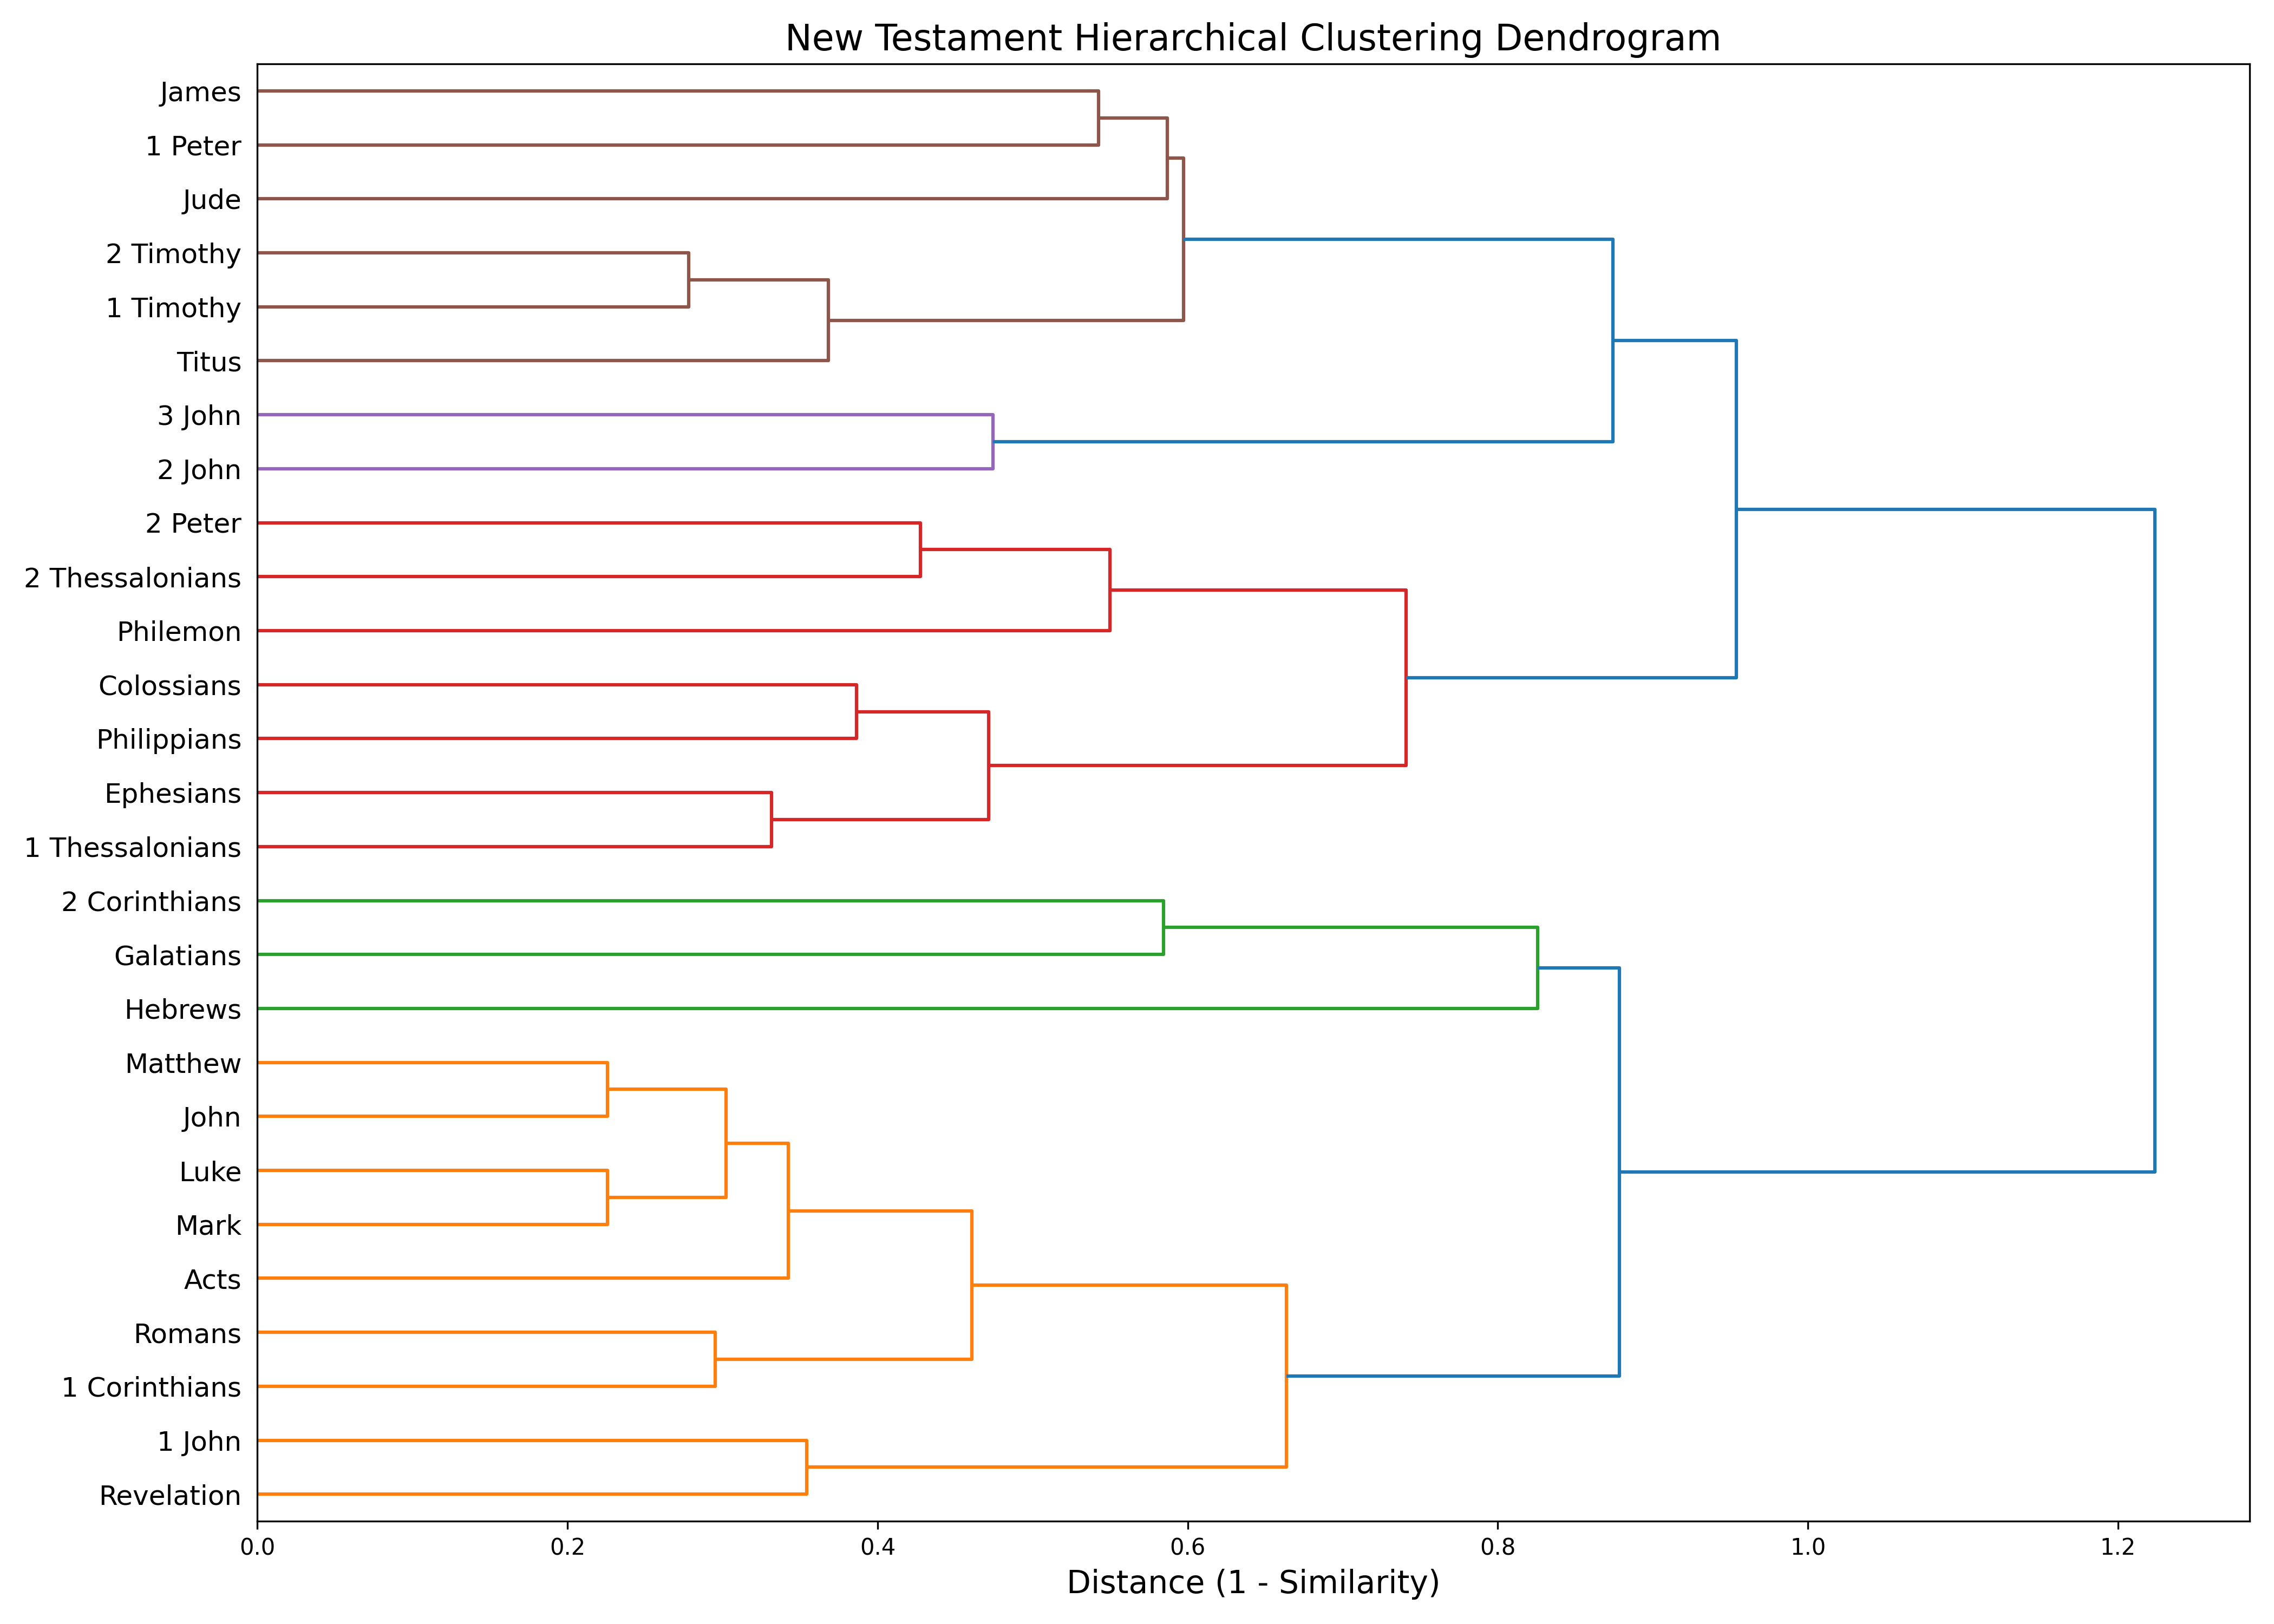 New Testament Hierarchical Clustering Dendrogram
James
1 Peter
Jude
2 Timothy
1 Timothy
Titus
3 John
2 John
2 Peter
2 Thessalonians
Philemon
Colossians
Philippians
Ephesians
1 Thessalonians
2 Corinthians
Galatians
Hebrews
Matthew
John
Luke
Mark
Acts
Romans
1 Corinthians
1 John
Revelation
0.0 0.2 0.4 0.6 0.8 1.0 1.2
Distance (1 - Similarity)